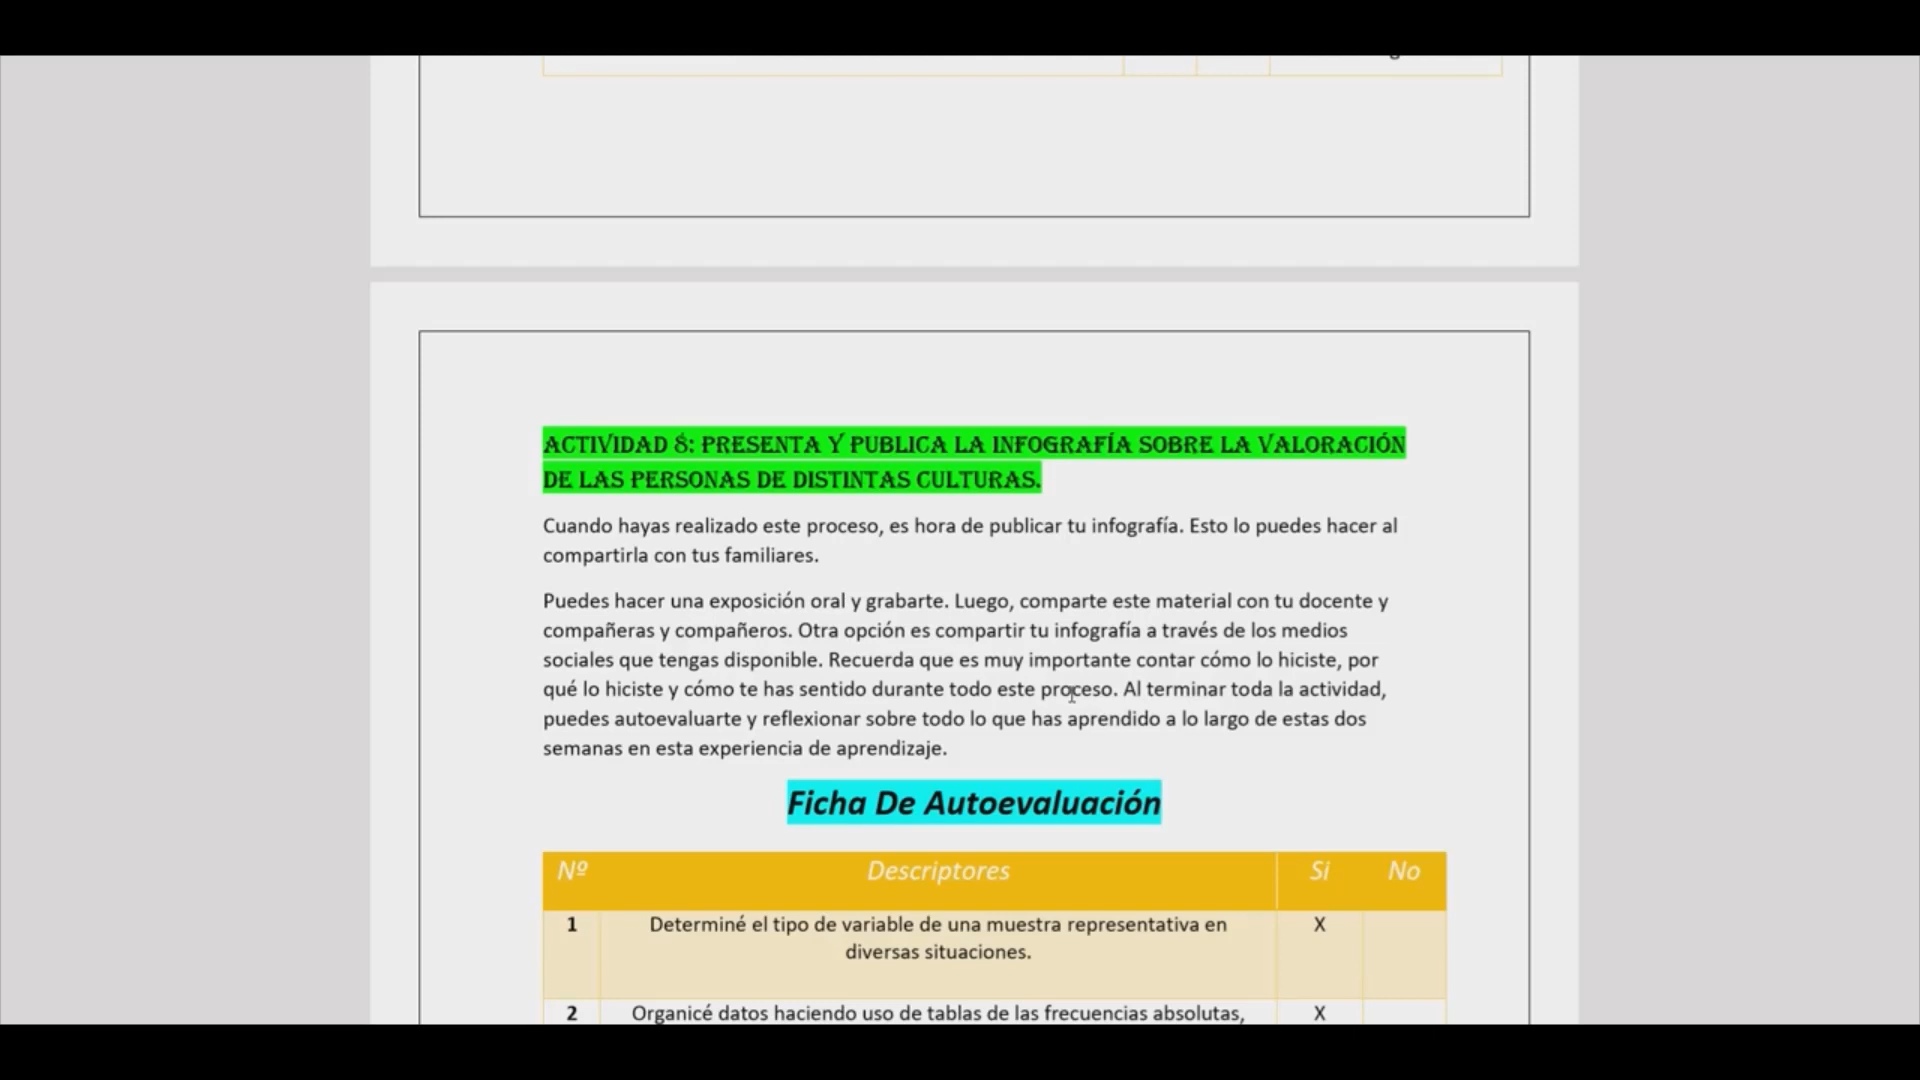 ACTIVIDAD 8: PRESENTA Y PUBLICA LA INFOGRAFÍA SOBRE LA VALORACIÓN
DE LAS PERSONAS DE DISTINTAS CULTURAS.
Cuando hayas realizado este proceso, es hora de publicar tu infografía. Esto lo puedes hacer al
compartirla con tus familiares.
Puedes hacer una exposición oral y grabarte. Luego, comparte este material con tu docente y
compañeras y compañeros. Otra opción es compartir tu infografía a través de los medios
sociales que tengas disponible. Recuerda que es muy importante contar cómo lo hiciste, por
qué lo hiciste y cómo te has sentido durante todo este proceso. Al terminar toda la actividad,
puedes autoevaluarte y reflexionar sobre todo lo que has aprendido a lo largo de estas dos
semanas en esta experiencia de aprendizaje.
Ficha De Autoevaluación
Nº Descriptores Si No
1 Determiné el tipo de variable de una muestra representativa en X
diversas situaciones.
2 Organicé datos haciendo uso de tablas de las frecuencias absolutas, X